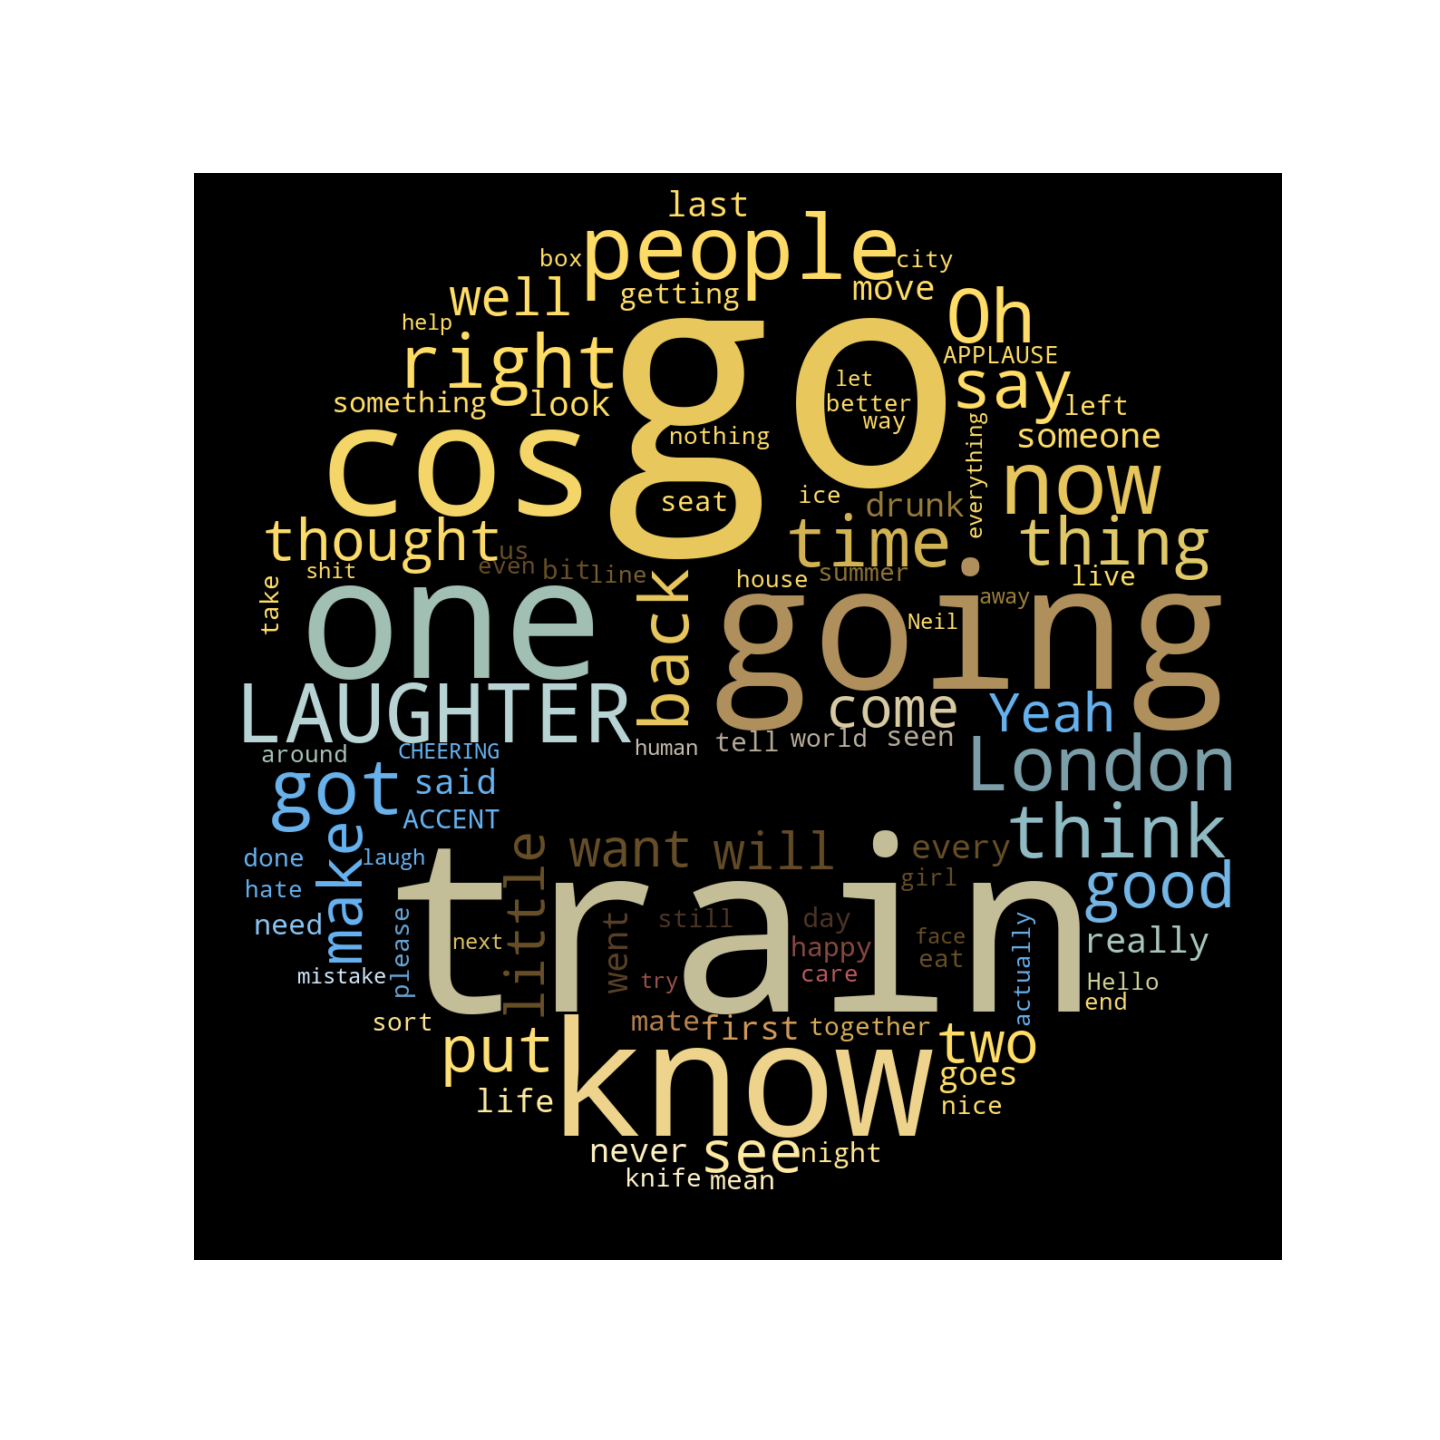 last
people
box
city
well
getting
move
Oh
help
right
go
APPLAUSE
let
say
something
look
better
left
cos
way
nothing
someone
everything
now
seat
ice
drunk
thought
time
thing
us
even
bit
line
shit
take
house
summer
live
one
back
going
away
Neil
LAUGHTER
come
Yeah
human
tell
world
seen
London
around
CHEERING
got
said
ACCENT
think
make
little
want
will
every
done
laugh
train
girl
good
hate
need
please
next
went
still
day
happy
face
eat
actually
really
mistake
try
care
Hello
end
sort
mate
first
together
put
know
two
goes
life
nice
never
see
night
knife
mean